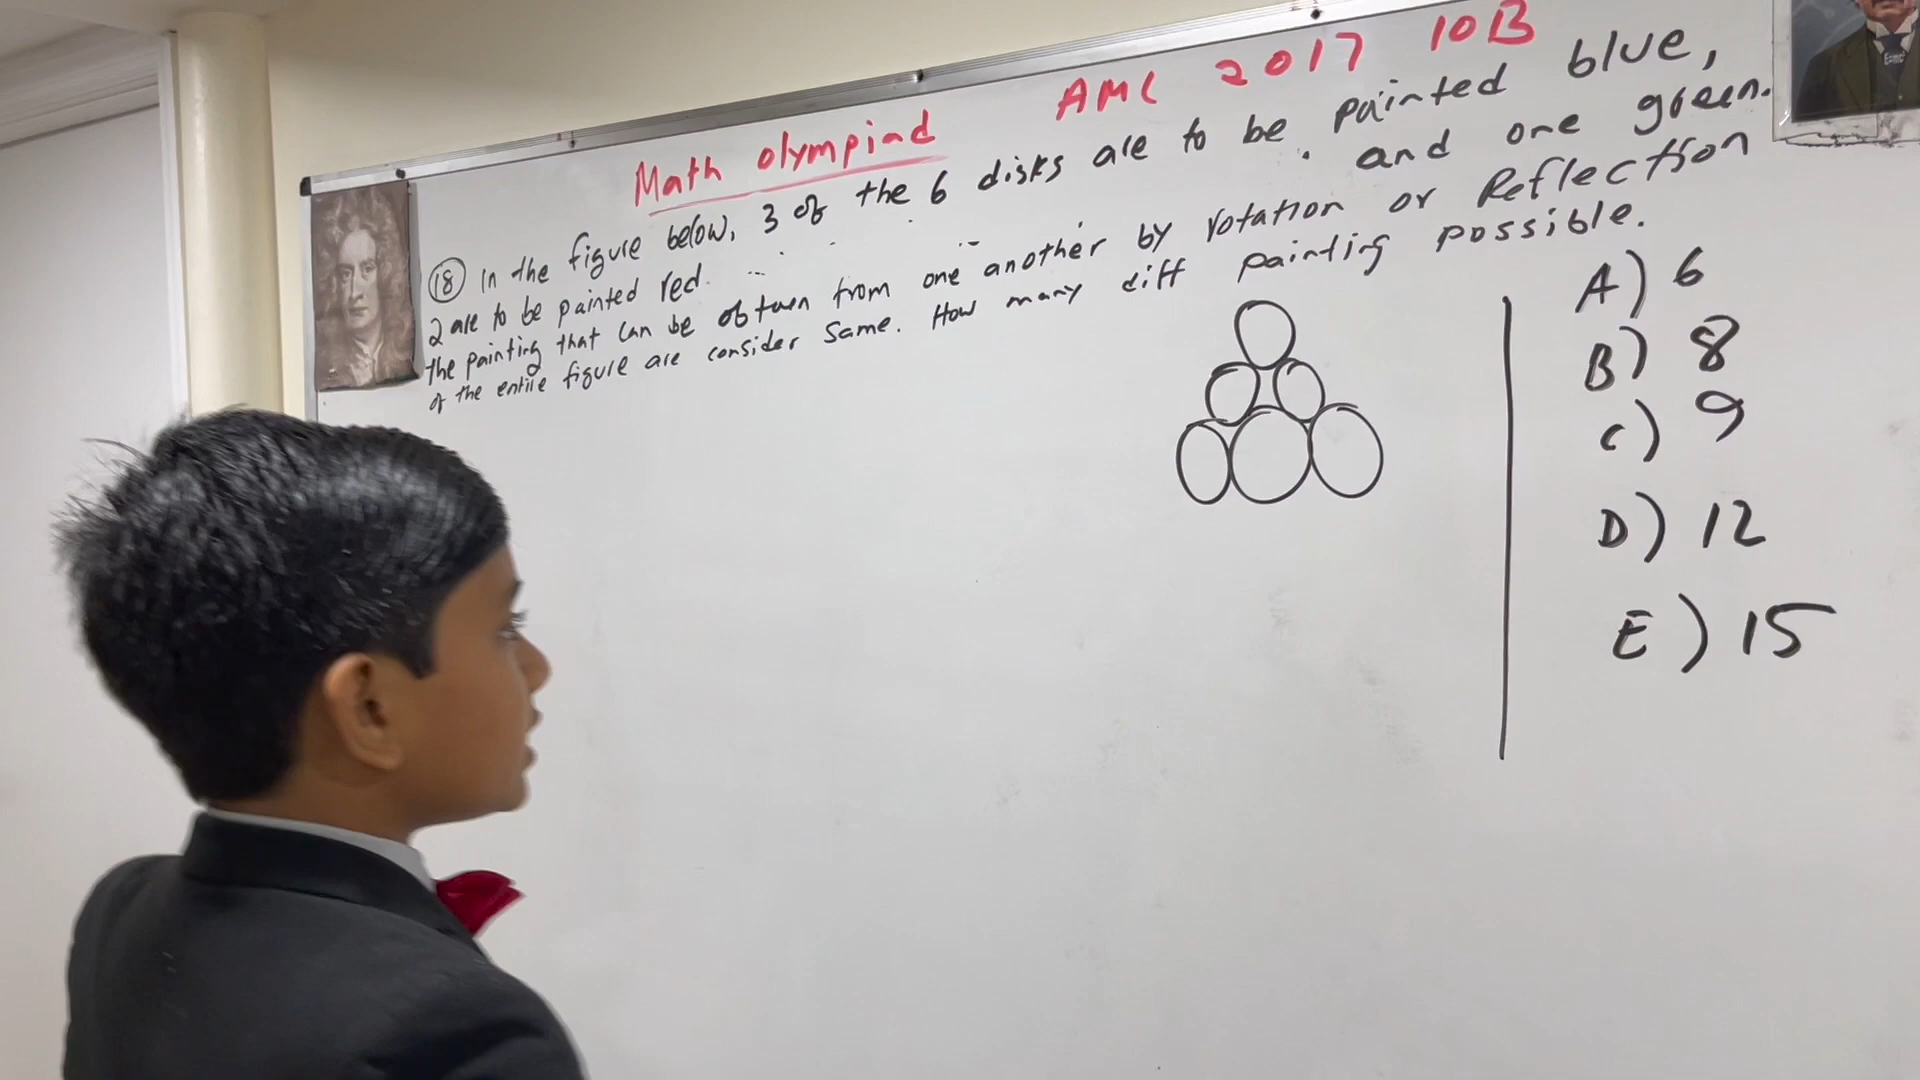 Math olympiad AMC 2017 10B
(18) In the figure below, 3 of the 6 disks are to be painted blue,
2 are to be painted red. and one green.
the painting that can be obtain from one another by rotation or Reflection
of the entire figure are consider same. How many diff painting possible.
A) 6
B) 8
C) 9
D) 12
E) 15